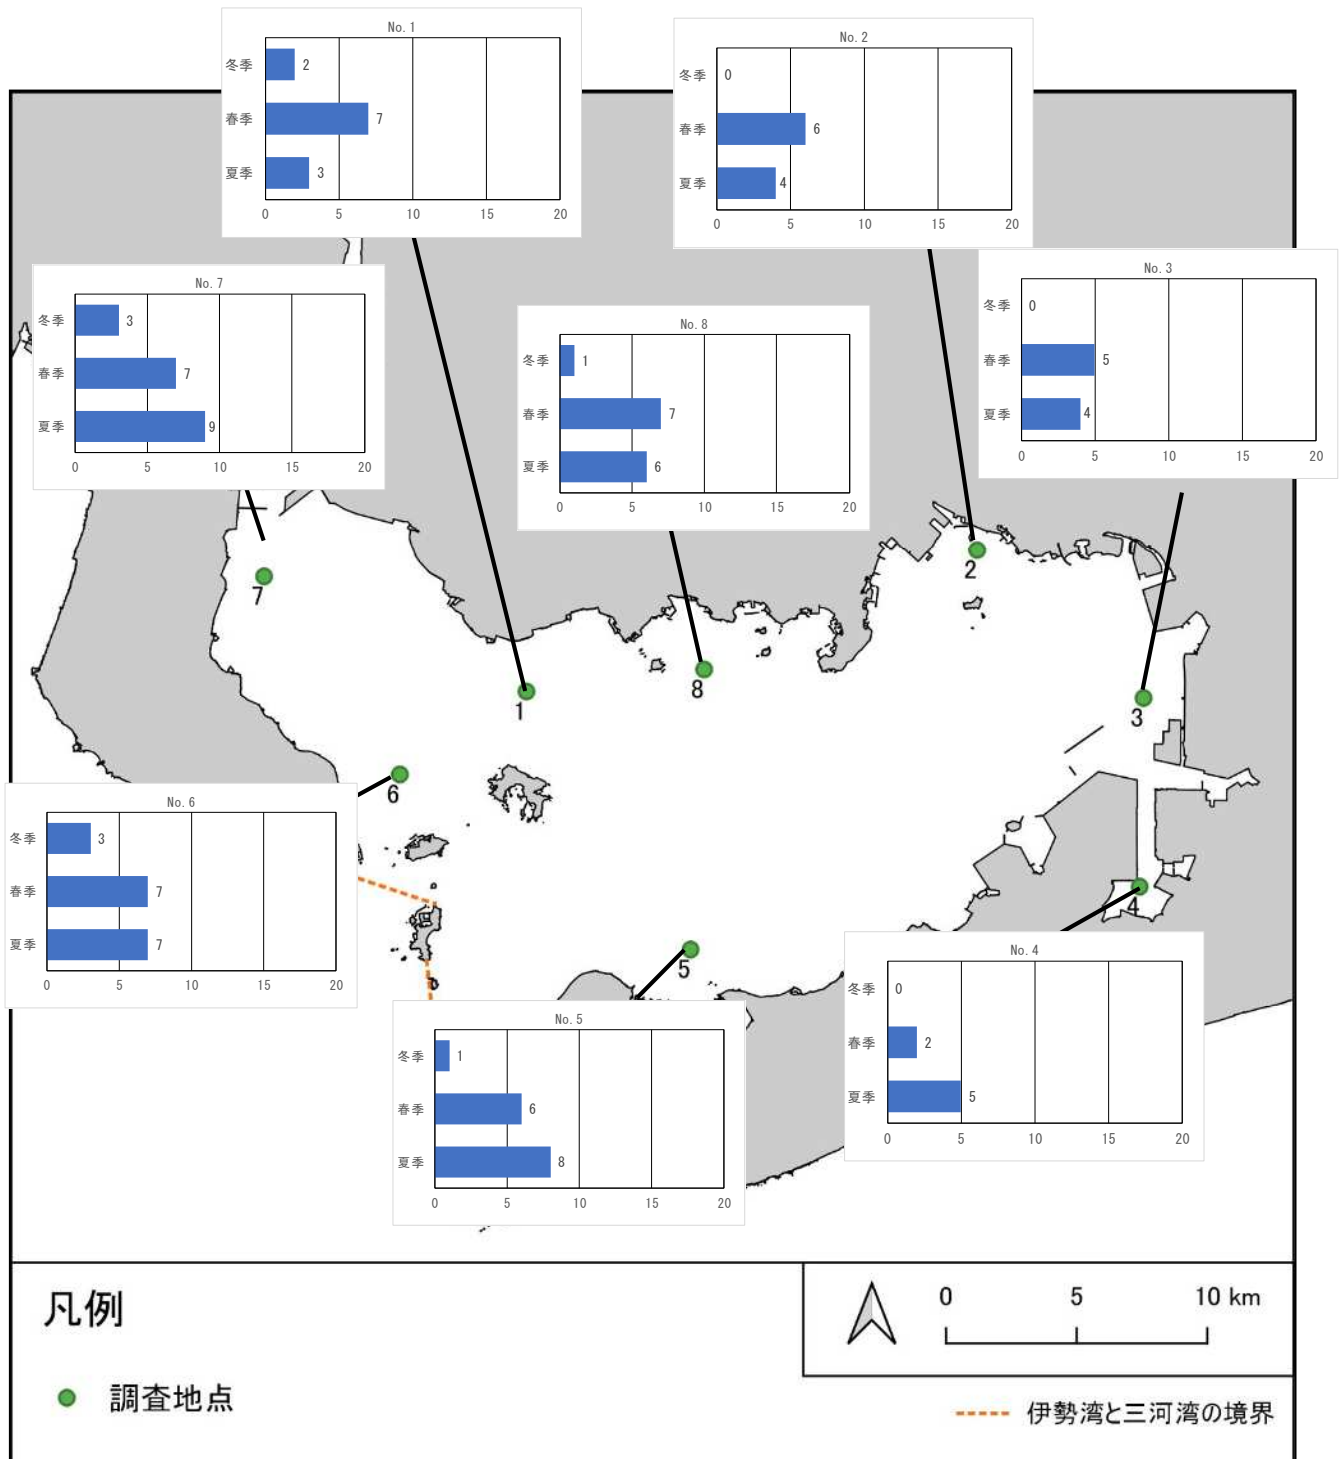 No. 1
冬季 2
春季 7
夏季 3
0 5 10 15 20
No. 2
冬季 0
春季 6
夏季 4
0 5 10 15 20
No. 7
冬季 3
春季 7
夏季 9
0 5 10 15 20
No. 8
冬季 1
春季 7
夏季 6
0 5 10 15 20
No. 3
冬季 0
春季 5
夏季 4
0 5 10 15 20
2
7
8
1
3
6
4
5
No. 6
冬季 3
春季 7
夏季 7
0 5 10 15 20
No. 5
冬季 1
春季 6
夏季 8
0 5 10 15 20
No. 4
冬季 0
春季 2
夏季 5
0 5 10 15 20
凡例
調査地点
0 5 10 km
伊勢湾と三河湾の境界